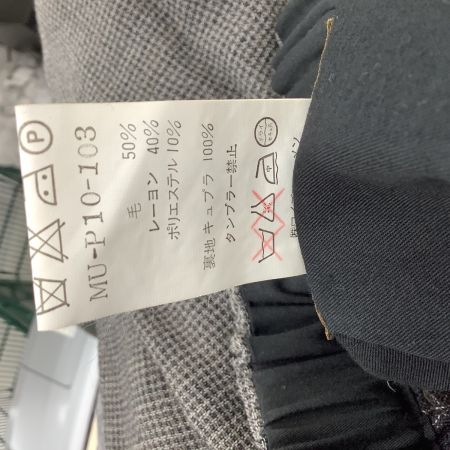 P
MU-P10-103
毛 50%
レーヨン 40%
ポリエステル 10%
裏地 キュプラ 100%
タンブラー禁止